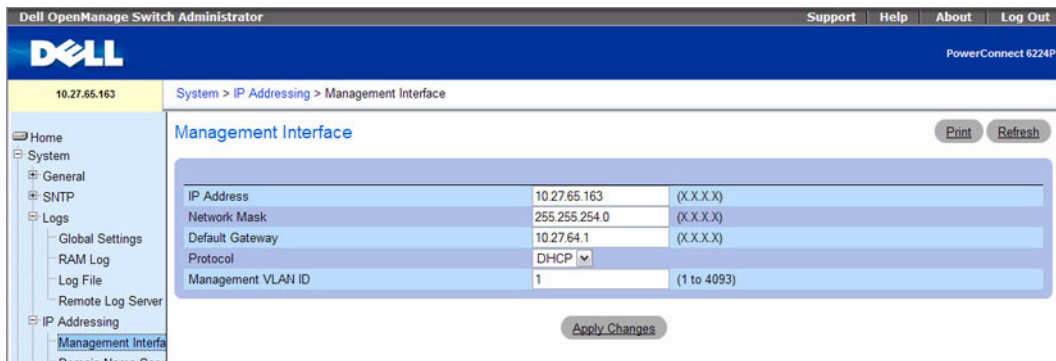 Dell OpenManage Switch Administrator
Support Help About Log Out
DELL
PowerConnect 6224P
10.27.65.163
System > IP Addressing > Management Interface
Home
System
General
SNTP
Logs
Global Settings
RAM Log
Log File
Remote Log Server
IP Addressing
Management Interfa
Management Interface
Print Refresh
IP Address 10.27.65.163 (X.X.X.X)
Network Mask 255.255.254.0 (X.X.X.X)
Default Gateway 10.27.64.1 (X.X.X.X)
Protocol DHCP
Management VLAN ID 1 (1 to 4093)
Apply Changes